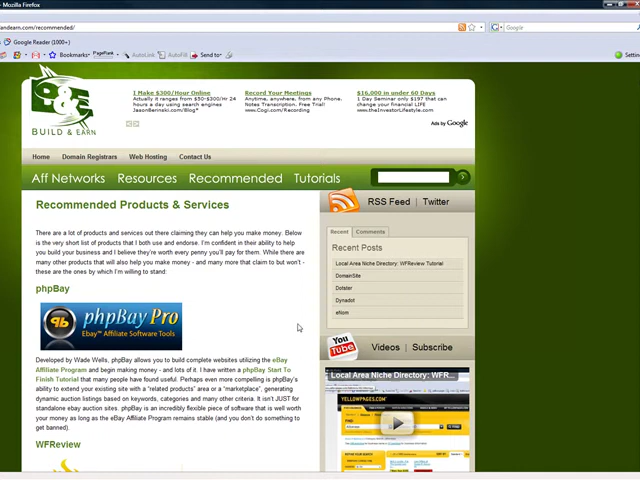 Mozilla Firefox
andearn.com/recommended/
Google
Google Reader (1000+)
Bookmarks
PageRank
AutoLink
AutoFill
Send to
Settin
BUILD & EARN
I Make $300/Hour Online
Actually it ranges from $50-$300/Hr 24
hours a day using search engines
JasonBerinski.com/Blog"
Record Your Meetings
Anytime, anywhere, from any Phone.
Notes Transcription. Free Trial!
www.Cogi.com/Recording
$16,000 in under 60 Days
1 Day Seminar only $197 that can
change your financial LIFE
www.theInvestorLifestyle.com
Ads by Google
Home
Domain Registrars
Web Hosting
Contact Us
Aff Networks
Resources
Recommended
Tutorials
Recommended Products & Services
There are a lot of products and services out there claiming they can help you make money. Below
is the very short list of products that I both use and endorse. I'm confident in their ability to help
you build your business and I believe they're worth every penny you'll pay for them. While there are
many other products that will also help you make money - and many more that claim to but won't -
these are the ones by which I'm willing to stand:
phpBay
pb phpBay Pro
Ebay™ Affiliate Software Tools
Developed by Wade Wells, phpBay allows you to build complete websites utilizing the eBay
Affiliate Program and begin making money - and lots of it. I have written a phpBay Start To
Finish Tutorial that many people have found useful. Perhaps even more compelling is phpBay's
ability to extend your existing site with a "related products" area or a "marketplace", generating
dynamic auction listings based on keywords, categories and many other criteria. It isn't JUST for
standalone ebay auction sites. phpBay is an incredibly flexible piece of software that is well worth
your money as long as the eBay Affiliate Program remains stable (and you don't do something to
get banned).
WFReview
RSS Feed
Twitter
Recent
Comments
Recent Posts
Local Area Niche Directory: WFReview Tutorial
DomainSite
Dotster
Dynadot
eNom
You Tube
Videos
Subscribe
Local Area Niche Directory: WFR...
YELLOWPAGES.COM